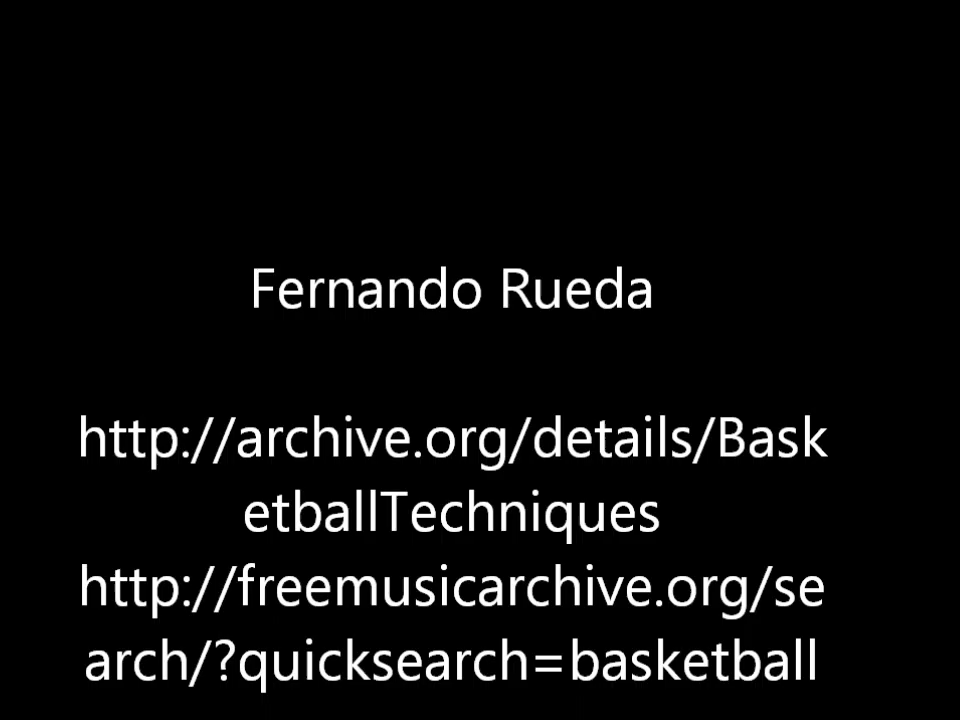 Fernando Rueda
http://archive.org/details/Bask
etballTechniques
http://freemusicarchive.org/se
arch/?quicksearch=basketball